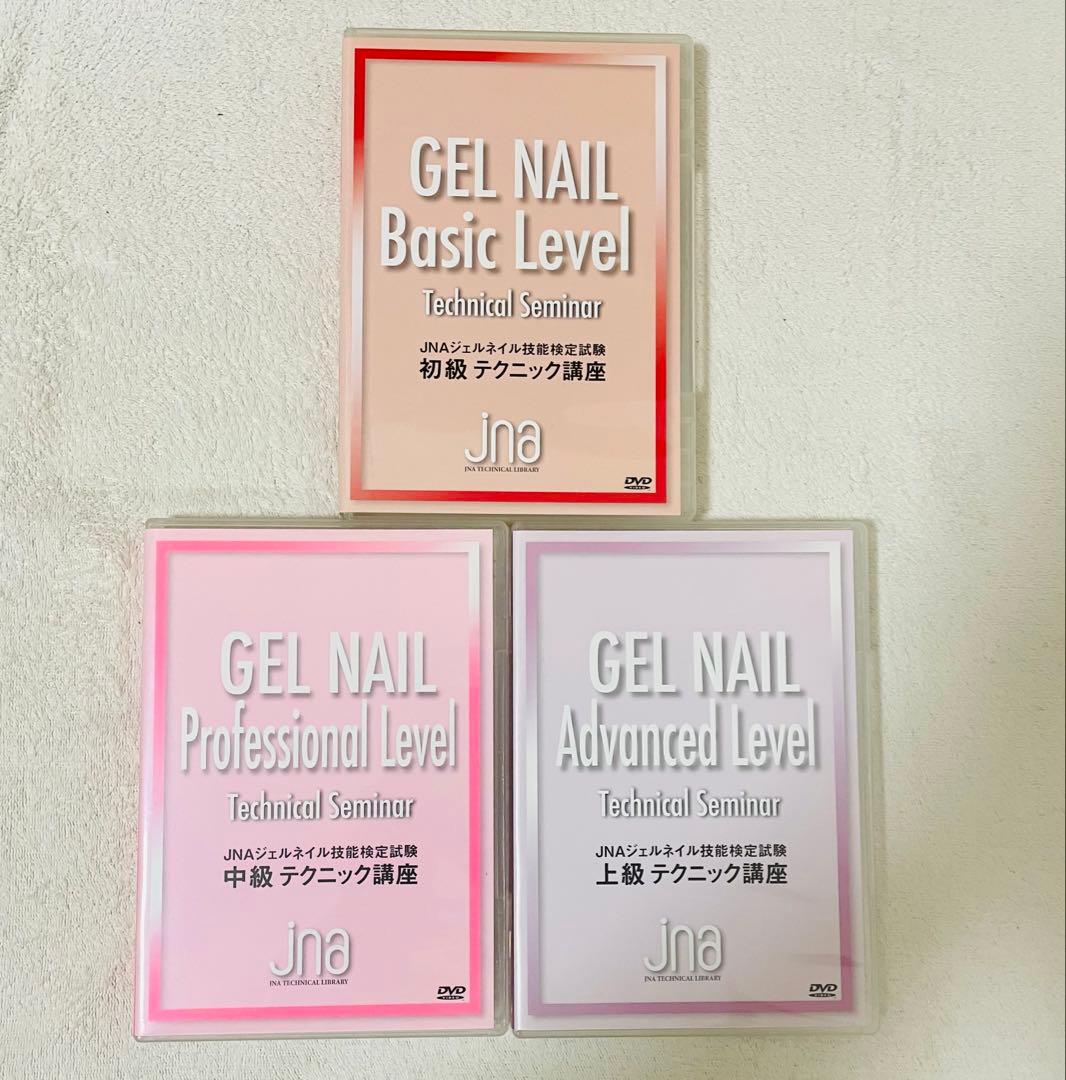 GEL NAIL
Basic Level
Technical Seminar
JNAジェルネイル技能検定試験
初級 テクニック講座
jna
JNA TECHNICAL LIBRARY
DVD
VIDEO
GEL NAIL
Professional Level
Technical Seminar
JNAジェルネイル技能検定試験
中級 テクニック講座
jna
JNA TECHNICAL LIBRARY
DVD
VIDEO
GEL NAIL
Advanced Level
Technical Seminar
JNAジェルネイル技能検定試験
上級 テクニック講座
jna
JNA TECHNICAL LIBRARY
DVD
VIDEO